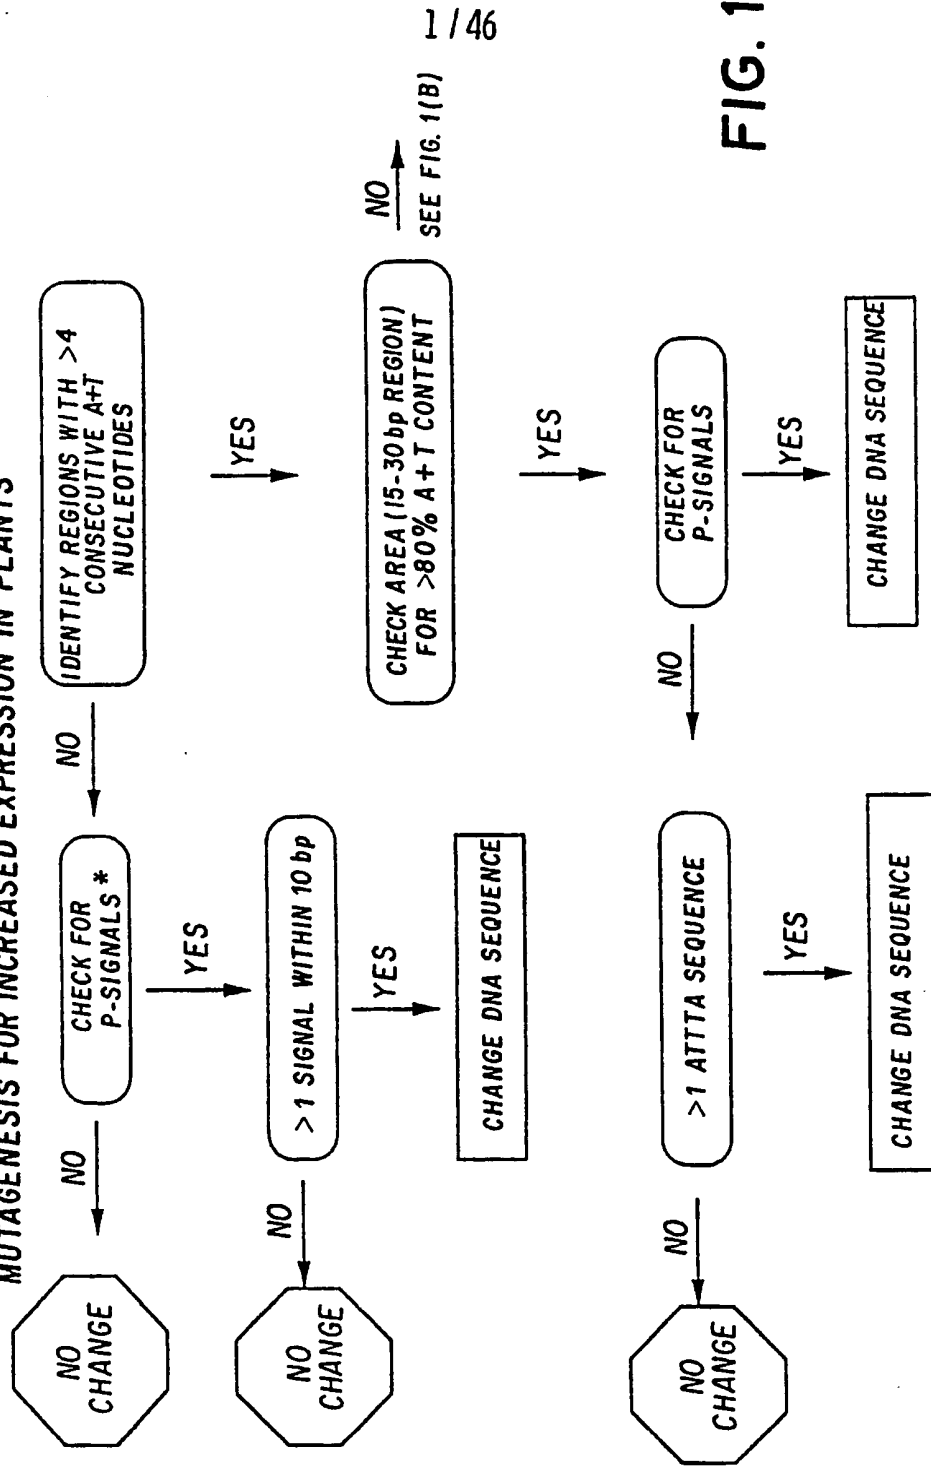 1/46
MUTAGENESIS FOR INCREASED EXPRESSION IN PLANTS
NO
CHANGE
NO
CHECK FOR
P-SIGNALS*
NO
IDENTIFY REGIONS WITH >4
CONSECUTIVE A+T
NUCLEOTIDES
YES
YES
NO
CHANGE
NO
>1 SIGNAL WITHIN 10 bp
CHECK AREA (15-30bp REGION)
FOR >80% A+T CONTENT
NO
SEE FIG. 1(B)
YES
CHANGE DNA SEQUENCE
YES
NO
CHANGE
NO
>1 ATTTA SEQUENCE
NO
CHECK FOR
P-SIGNALS
YES
YES
CHANGE DNA SEQUENCE
CHANGE DNA SEQUENCE
FIG. 1